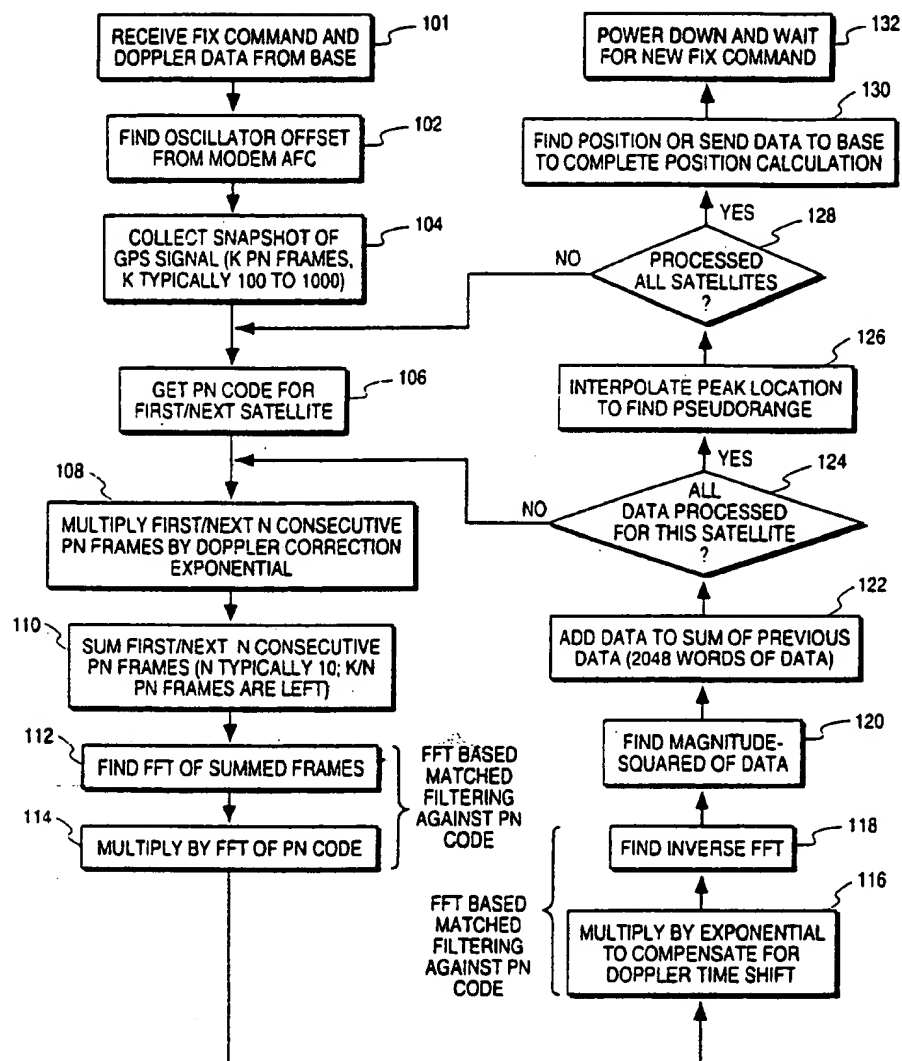 101
RECEIVE FIX COMMAND AND
DOPPLER DATA FROM BASE
102
FIND OSCILLATOR OFFSET
FROM MODEM AFC
104
COLLECT SNAPSHOT OF
GPS SIGNAL (K PN FRAMES,
K TYPICALLY 100 TO 1000)
106
GET PN CODE FOR
FIRST/NEXT SATELLITE
108
MULTIPLY FIRST/NEXT N CONSECUTIVE
PN FRAMES BY DOPPLER CORRECTION
EXPONENTIAL
110
SUM FIRST/NEXT N CONSECUTIVE
PN FRAMES (N TYPICALLY 10; K/N
PN FRAMES ARE LEFT)
112
FIND FFT OF SUMMED FRAMES
114
MULTIPLY BY FFT OF PN CODE
FFT BASED
MATCHED
FILTERING
AGAINST PN
CODE
FFT BASED
MATCHED
FILTERING
AGAINST PN
CODE
116
MULTIPLY BY EXPONENTIAL
TO COMPENSATE FOR
DOPPLER TIME SHIFT
118
FIND INVERSE FFT
120
FIND MAGNITUDE-
SQUARED OF DATA
122
ADD DATA TO SUM OF PREVIOUS
DATA (2048 WORDS OF DATA)
124
ALL
DATA PROCESSED
FOR THIS SATELLITE
?
NO
YES
126
INTERPOLATE PEAK LOCATION
TO FIND PSEUDORANGE
128
PROCESSED
ALL SATELLITES
?
NO
YES
130
FIND POSITION OR SEND DATA TO BASE
TO COMPLETE POSITION CALCULATION
132
POWER DOWN AND WAIT
FOR NEW FIX COMMAND